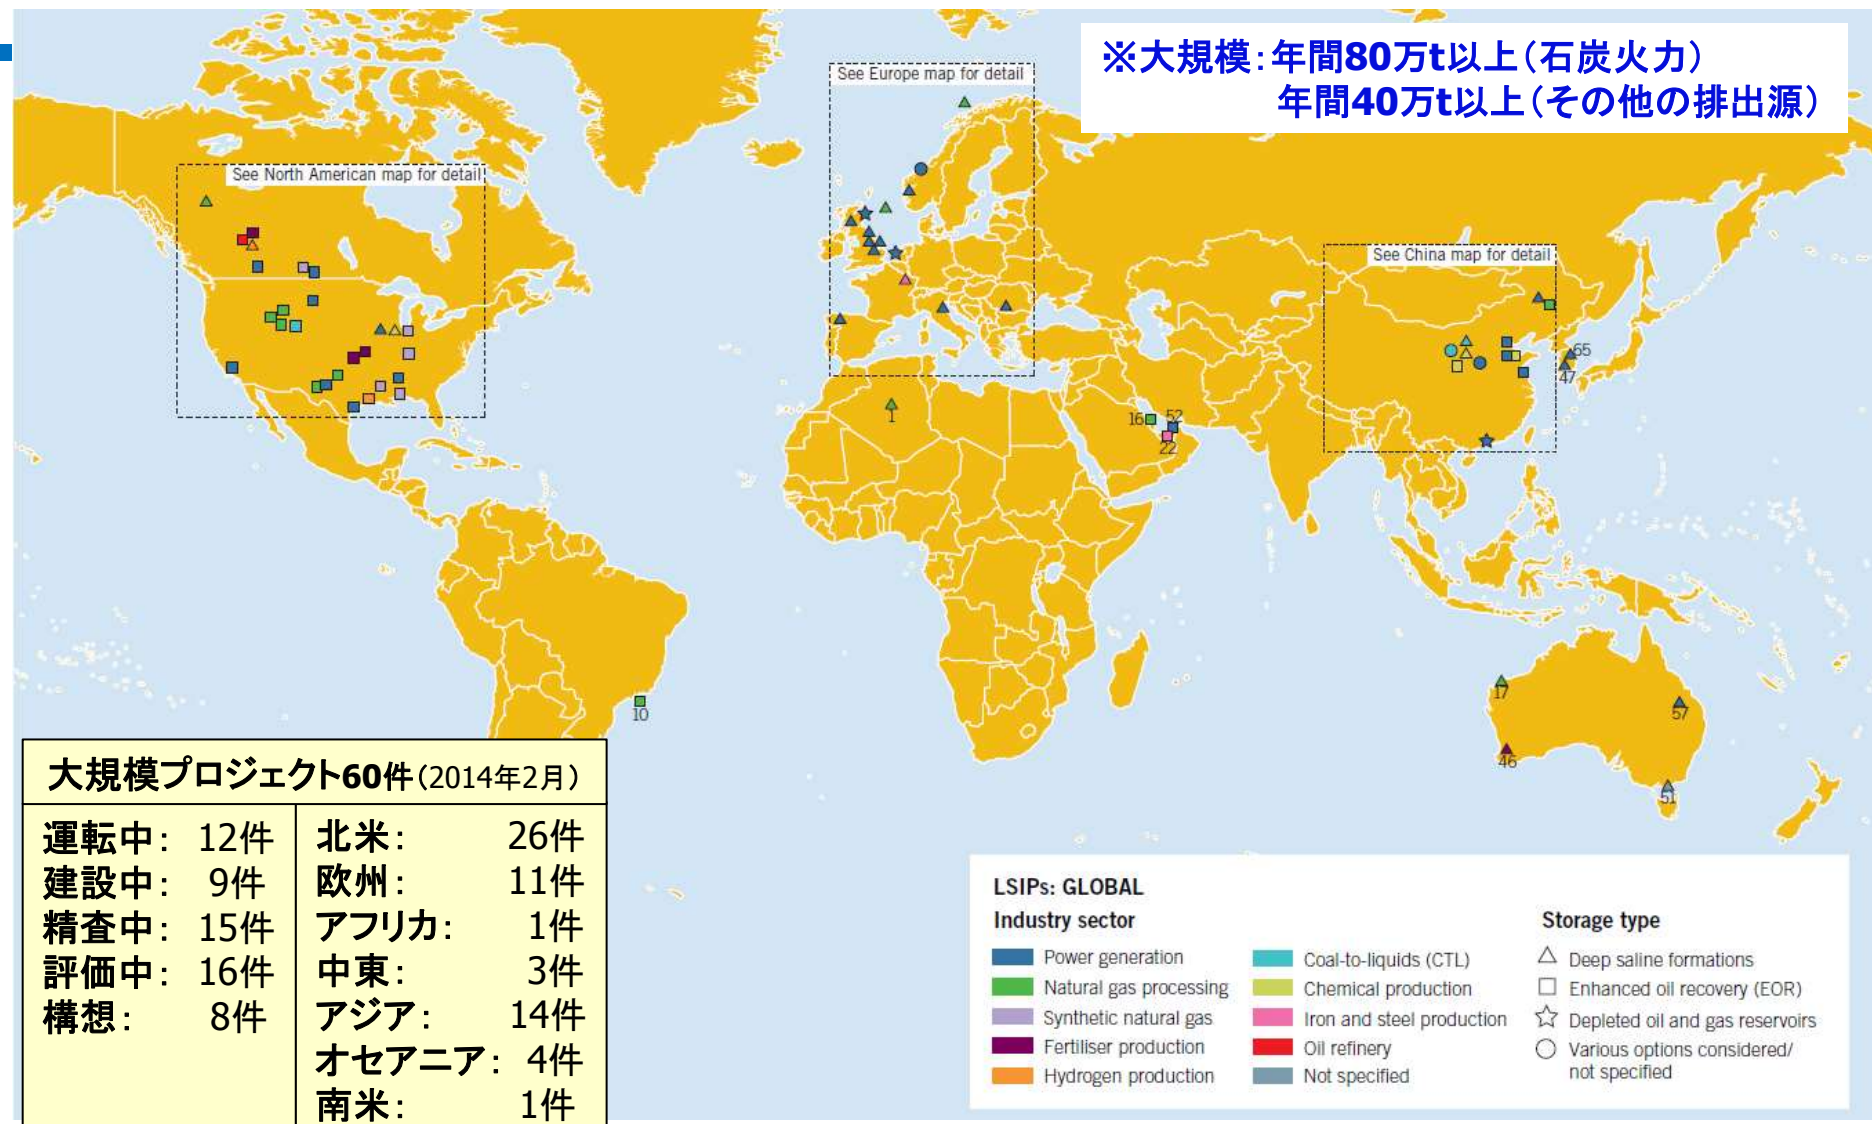 ※大規模：年間80万t以上（石炭火力）
年間40万t以上（その他の排出源）
See Europe map for detail
See North American map for detail
See China map for detail
65
47
1
16
52
22
10
17
57
46
51
大規模プロジェクト60件（2014年2月）
運転中： 12件
建設中： 9件
精査中： 15件
評価中： 16件
構想： 8件
北米： 26件
欧州： 11件
アフリカ： 1件
中東： 3件
アジア： 14件
オセアニア： 4件
南米： 1件
LSIPs: GLOBAL
Industry sector
Power generation
Natural gas processing
Synthetic natural gas
Fertiliser production
Hydrogen production
Coal-to-liquids (CTL)
Chemical production
Iron and steel production
Oil refinery
Not specified
Storage type
Deep saline formations
Enhanced oil recovery (EOR)
Depleted oil and gas reservoirs
Various options considered/
not specified